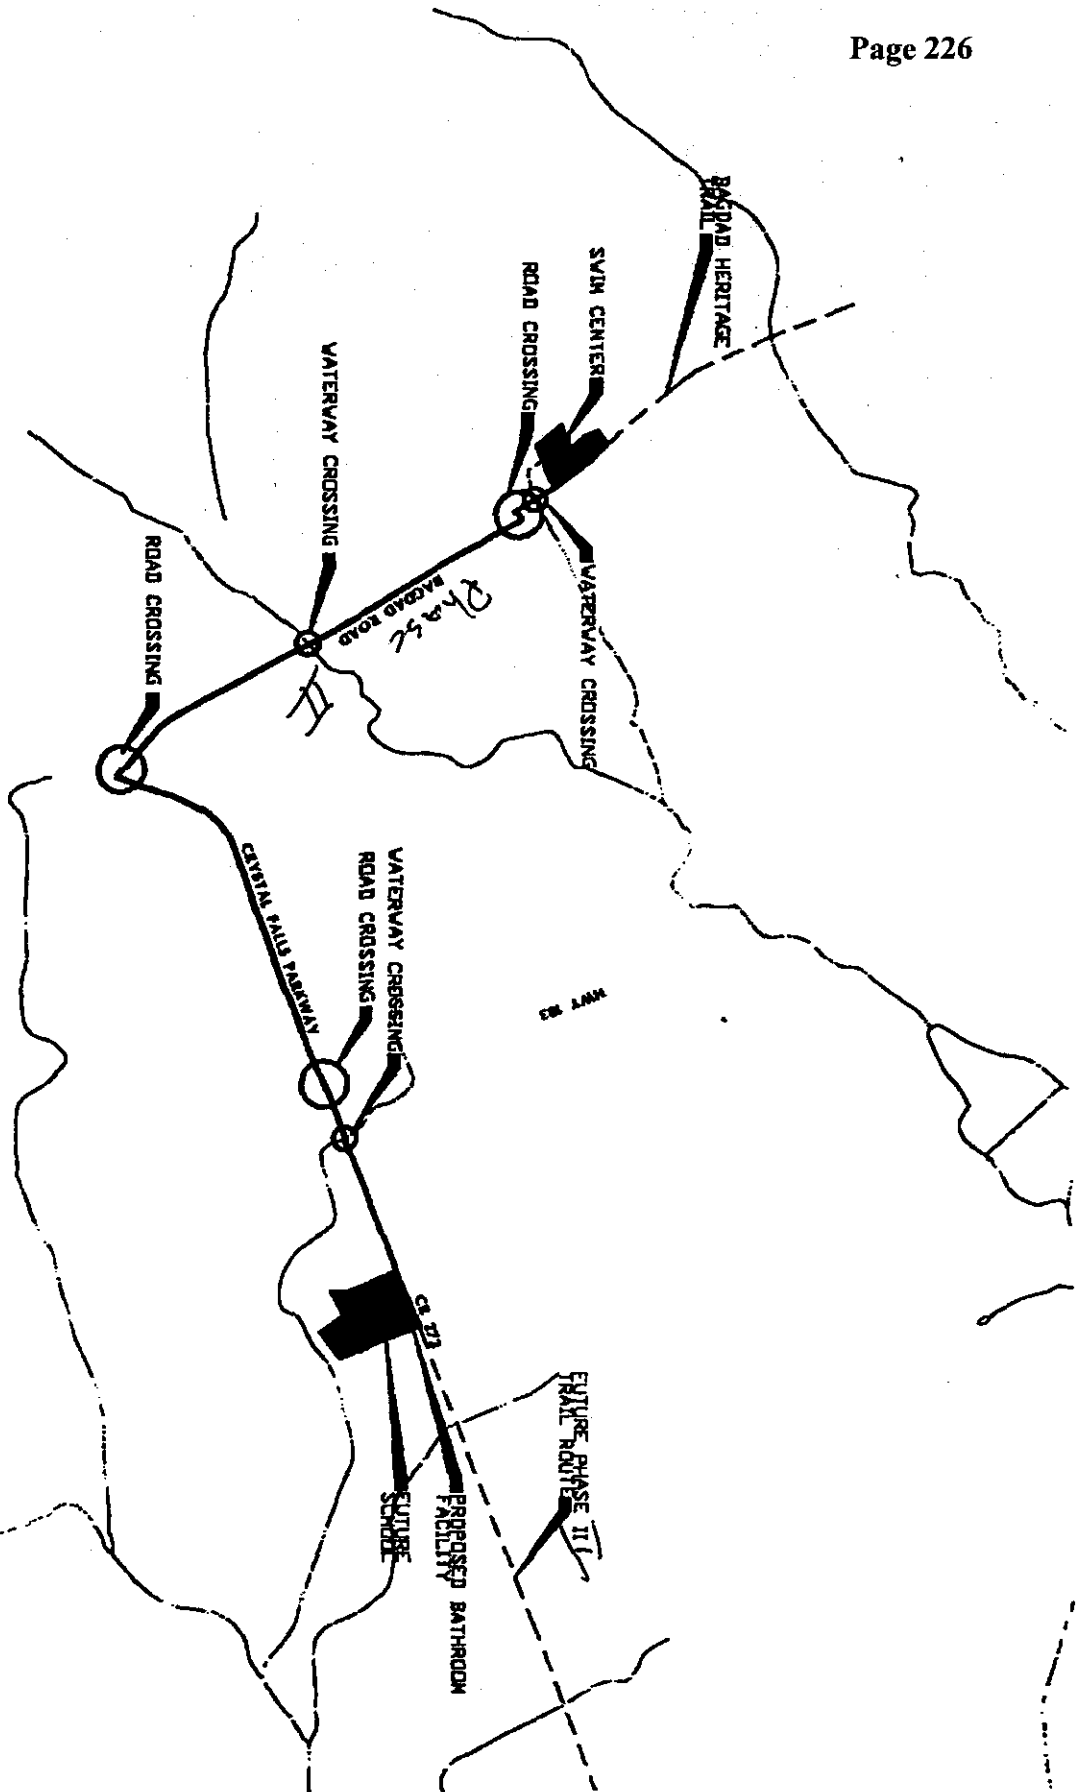 Page 226
BAGDAD HERITAGE
TRAIL
SWIM CENTER
ROAD CROSSING
WATERWAY CROSSING
WATERWAY CROSSING
BAGDAD ROAD
Phase
II
ROAD CROSSING
CRYSTAL FALLS PARKWAY
WATERWAY CROSSING
ROAD CROSSING
HWY 183
CR 273
FUTURE PHASE II
TRAIL ROUTE
PROPOSED BATHROOM
FACILITY
FUTURE
SCHOOL